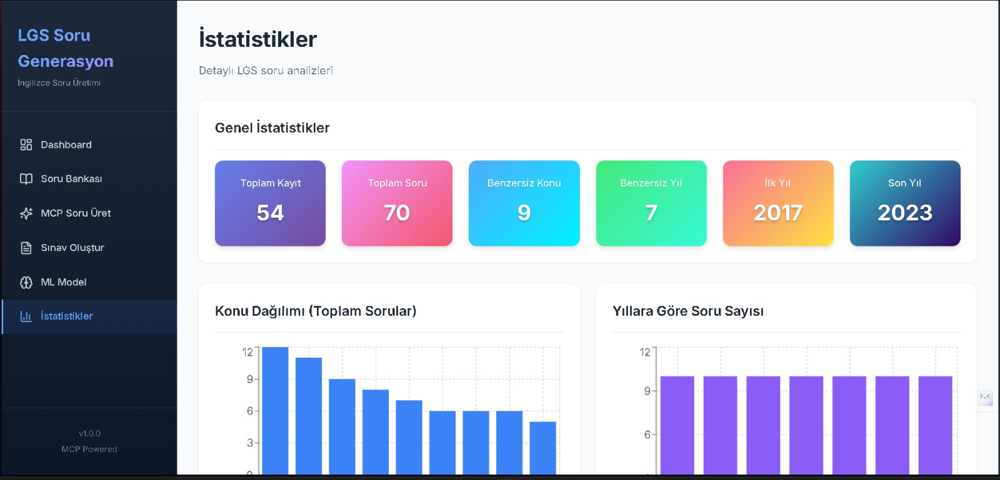 LGS Soru
Generasyon
İngilizce Soru Üretimi
Dashboard
Soru Bankası
MCP Soru Üret
Sınav Oluştur
ML Model
İstatistikler
v1.0.0
MCP Powered
İstatistikler
Detaylı LGS soru analizleri
Genel İstatistikler
Toplam Kayıt
54
Toplam Soru
70
Benzersiz Konu
9
Benzersiz Yıl
7
İlk Yıl
2017
Son Yıl
2023
Konu Dağılımı (Toplam Sorular)
12
9
6
3
0
Yıllara Göre Soru Sayısı
12
9
6